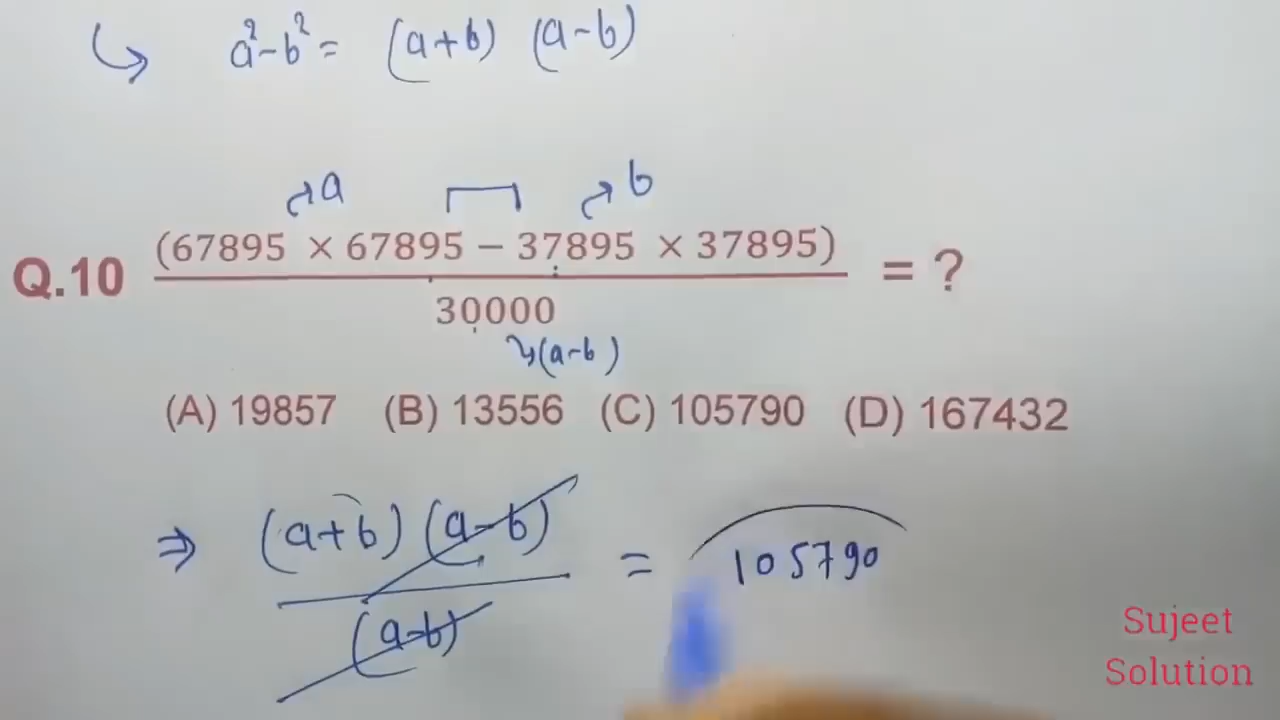 a²-b² = (a+b) (a-b)
a b
Q.10 (67895 × 67895 − 37895 × 37895) = ?
30000
(a-b)
(A) 19857 (B) 13556 (C) 105790 (D) 167432
⇒ (a+b) (a-b) = 105790
(a-b)
Sujeet
Solution